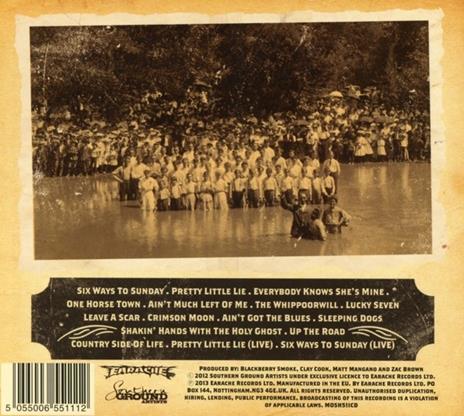 SIX WAYS TO SUNDAY . PRETTY LITTLE LIE . EVERYBODY KNOWS SHE'S MINE .
ONE HORSE TOWN . AIN'T MUCH LEFT OF ME . THE WHIPPOORWILL . LUCKY SEVEN
LEAVE A SCAR . CRIMSON MOON . AIN'T GOT THE BLUES . SLEEPING DOGS
SHAKIN' HANDS WITH THE HOLY GHOST . UP THE ROAD
COUNTRY SIDE OF LIFE . PRETTY LITTLE LIE (LIVE) . SIX WAYS TO SUNDAY (LIVE)
5 055006 551112
EARACHE
SOUTHERN
GROUND
ARTISTS
PRODUCED BY: BLACKBERRY SMOKE, CLAY COOK, MATT MANGANO AND ZAC BROWN
℗ 2012 SOUTHERN GROUND ARTISTS UNDER EXCLUSIVE LICENCE TO EARACHE RECORDS LTD.
© 2013 EARACHE RECORDS LTD. MANUFACTURED IN THE EU. BY EARACHE RECORDS LTD. PO
BOX 144, NOTTINGHAM, NG3 4GE. UK. ALL RIGHTS RESERVED. UNAUTHORISED DUPLICATION,
HIRING, LENDING, PUBLIC PERFORMANCE, BROADCASTING OF THIS RECORDING IS A VIOLATION
OF APPLICABLE LAWS. MOSH511CD